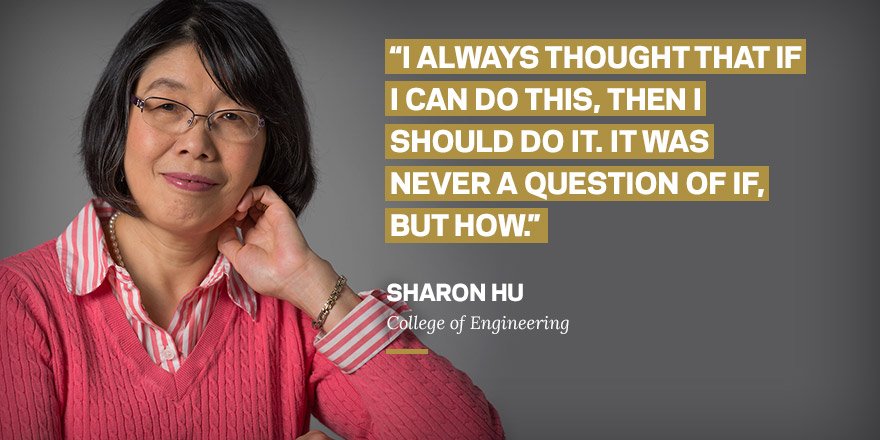 “I ALWAYS THOUGHT THAT IF
I CAN DO THIS, THEN I
SHOULD DO IT. IT WAS
NEVER A QUESTION OF IF,
BUT HOW.”
SHARON HU
College of Engineering